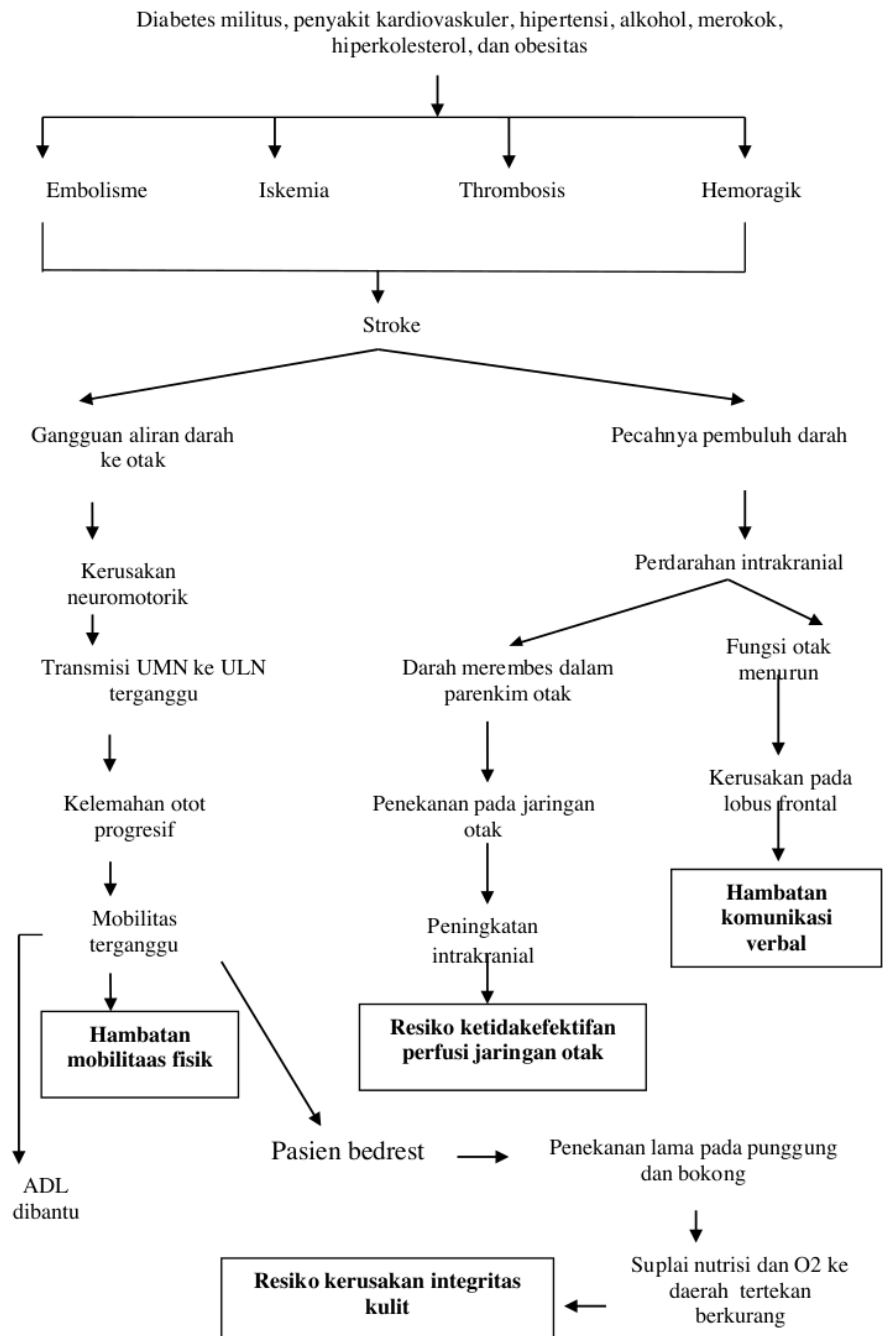 Diabetes militus, penyakit kardiovaskuler, hipertensi, alkohol, merokok,
hiperkolesterol, dan obesitas
Embolisme
Iskemia
Thrombosis
Hemoragik
Stroke
Gangguan aliran darah
ke otak
Pecahnya pembuluh darah
Kerusakan
neuromotorik
Perdarahan intrakranial
Transmisi UMN ke ULN
terganggu
Darah merembes dalam
parenkim otak
Fungsi otak
menurun
Kelemahan otot
progresif
Penekanan pada jaringan
otak
Kerusakan pada
lobus frontal
Mobilitas
terganggu
Peningkatan
intrakranial
Hambatan
komunikasi
verbal
Hambatan
mobilitaas fisik
Resiko ketidakefektifan
perfusi jaringan otak
Pasien bedrest
Penekanan lama pada punggung
dan bokong
ADL
dibantu
Suplai nutrisi dan O2 ke
daerah tertekan
berkurang
Resiko kerusakan integritas
kulit